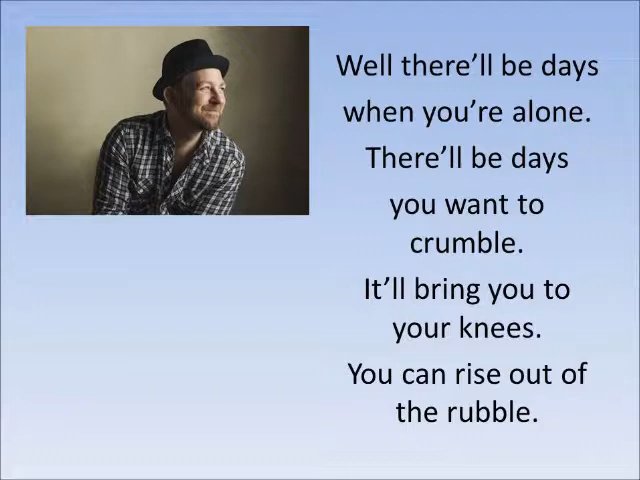 Well there’ll be days
when you’re alone.
There’ll be days
you want to
crumble.
It’ll bring you to
your knees.
You can rise out of
the rubble.